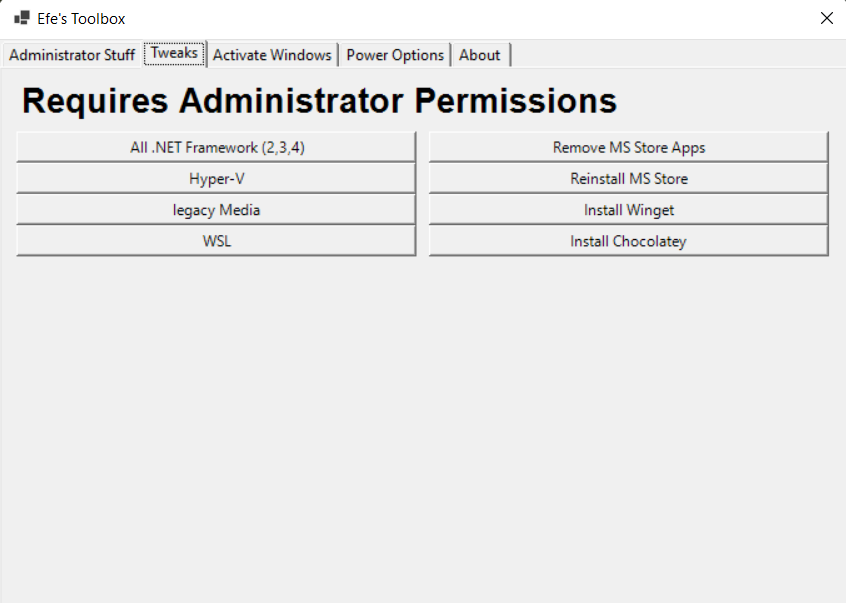 Efe's Toolbox
Administrator Stuff Tweaks Activate Windows Power Options About
Requires Administrator Permissions
All .NET Framework (2,3,4) Remove MS Store Apps
Hyper-V Reinstall MS Store
legacy Media Install Winget
WSL Install Chocolatey